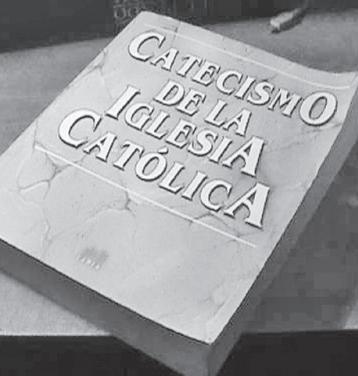 CATECISMO
DE LA
IGLESIA
CATÓLICA